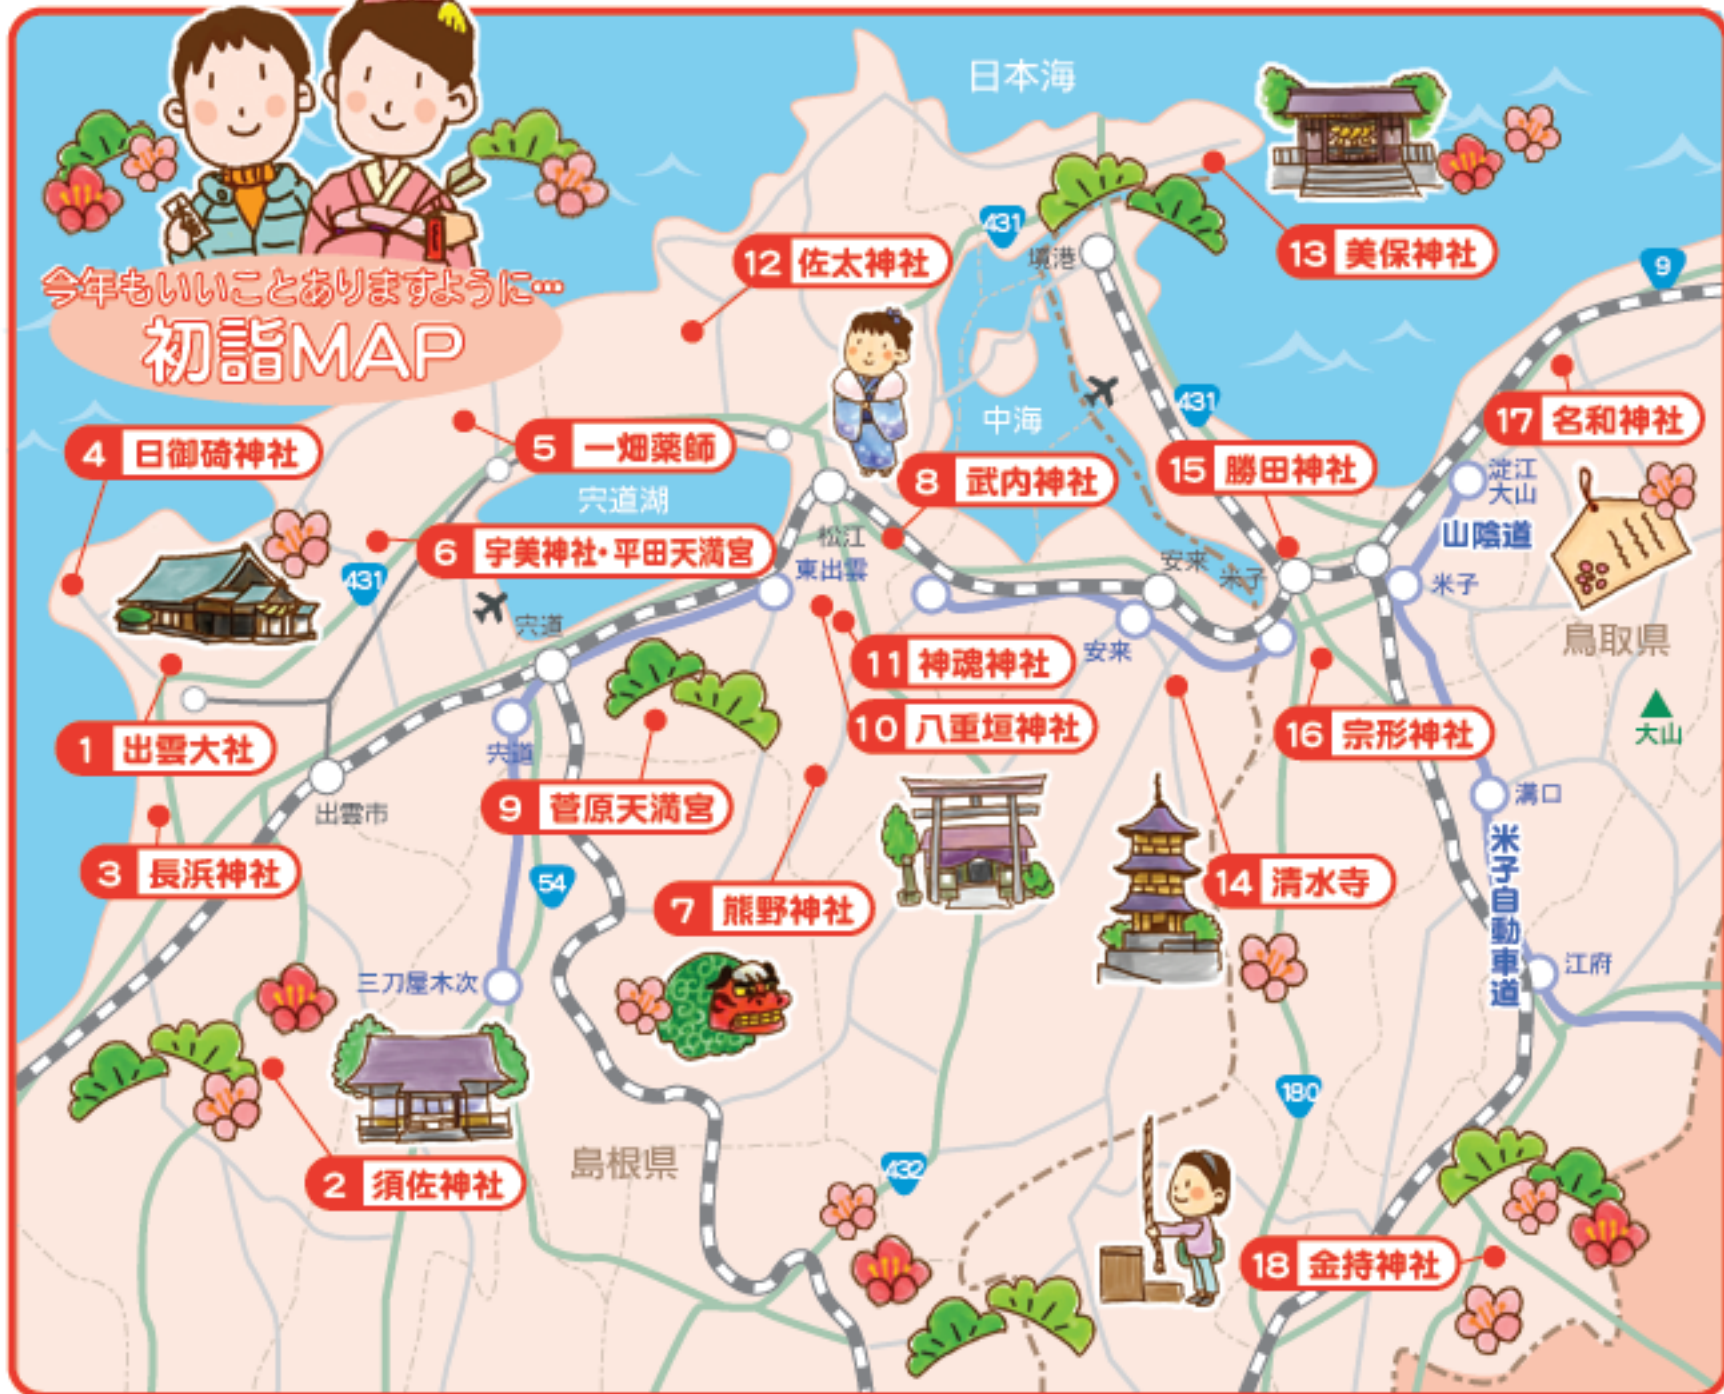 日本海
今年もいいことありますように…
初詣MAP
12 佐太神社
431
境港
13 美保神社
9
中海
431
17 名和神社
4 日御碕神社
5 一畑薬師
8 武内神社
15 勝田神社
淀江
大山
山陰道
宍道湖
松江
6 宇美神社・平田天満宮
東出雲
安来
米子
米子
431
宍道
鳥取県
11 神魂神社
安来
10 八重垣神社
16 宗形神社
大山
1 出雲大社
宍道
9 菅原天満宮
溝口
出雲市
3 長浜神社
54
7 熊野神社
14 清水寺
米子自動車道
江府
三刀屋木次
180
島根県
432
2 須佐神社
18 金持神社